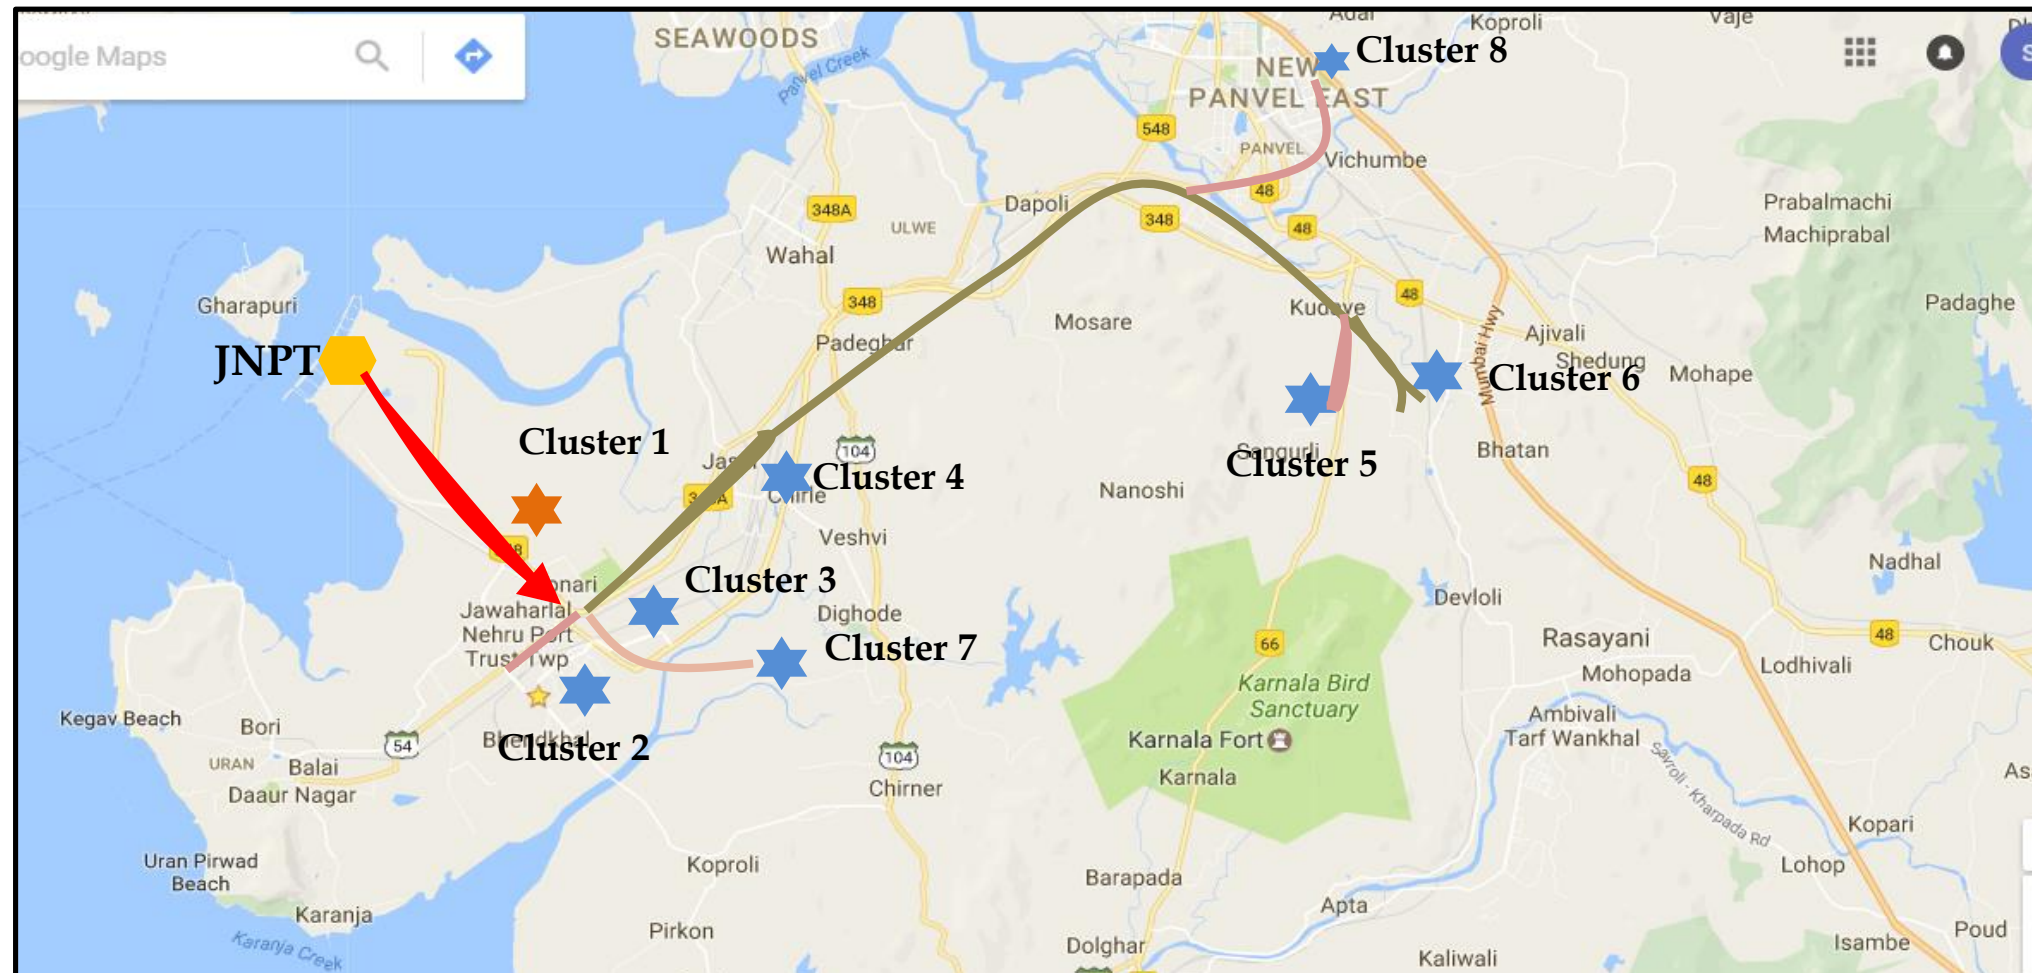 oogle Maps
SEAWOODS
Panvel Creek
Koproli
Vaje
Cluster 8
NEW
PANVEL EAST
548
PANVEL
Vichumbe
48
Dapoli
348A
ULWE
348
48
Prabalmachi
Machiprabal
Wahal
Gharapuri
348
48
Mosare
Padeghar
Ajivali
Shedung
Mumbai Hwy
Padaghe
JNPT
Cluster 6
Mohape
Cluster 1
104
Cluster 4
Sangurli
Cluster 5
Bhatan
48
Nanoshi
Veshvi
Nadhal
Cluster 3
Jawaharlal
Nehru Port
Trust Twp
Dighode
Devloli
Cluster 7
66
Rasayani
Mohopada
Lodhivali
48
Chouk
Karnala Bird
Sanctuary
Kegav Beach
Bori
54
Cluster 2
Karnala Fort
Karnala
Ambivali
Tarf Wankhal
Savroli - Kharpada Rd
URAN
Balai
Daaur Nagar
104
Chirner
Kopari
Lohop
Uran Pirwad
Beach
Koproli
Barapada
Karanja
Karanja Creek
Pirkon
Dolghar
Apta
Kaliwali
Isambe
Poud